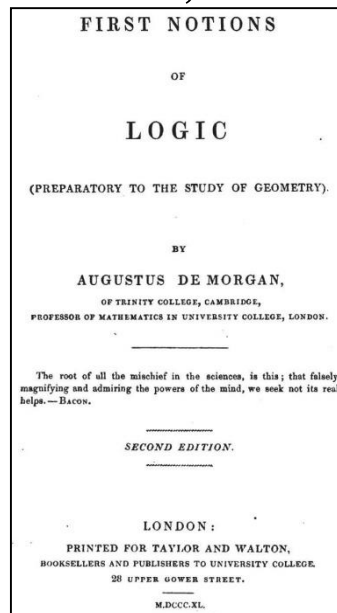 FIRST NOTIONS
OF
LOGIC
(PREPARATORY TO THE STUDY OF GEOMETRY).
BY
AUGUSTUS DE MORGAN,
OF TRINITY COLLEGE, CAMBRIDGE,
PROFESSOR OF MATHEMATICS IN UNIVERSITY COLLEGE, LONDON.
The root of all the mischief in the sciences, is this; that falsely
magnifying and admiring the powers of the mind, we seek not its real
helps.—BACON.
SECOND EDITION.
LONDON:
PRINTED FOR TAYLOR AND WALTON,
BOOKSELLERS AND PUBLISHERS TO UNIVERSITY COLLEGE.
28 UPPER GOWER STREET.
M.DCCC.XL.